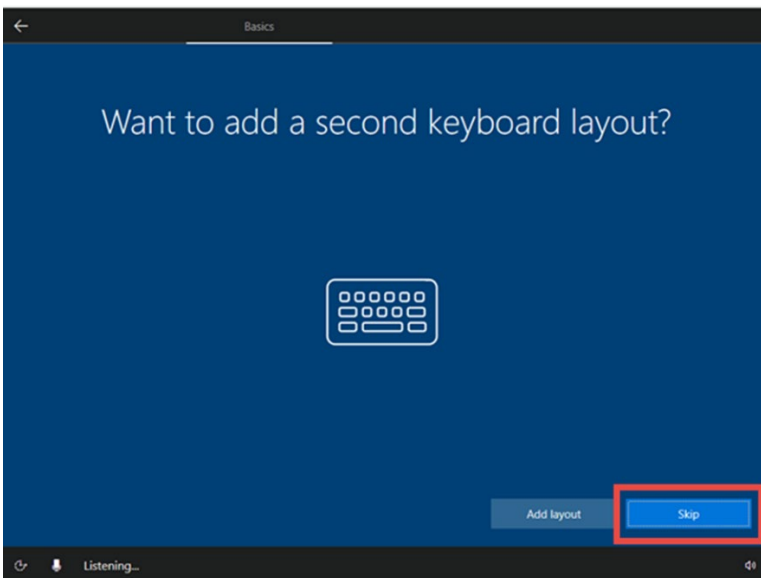 Basics
Want to add a second keyboard layout?
Add layout
Skip
Listening...